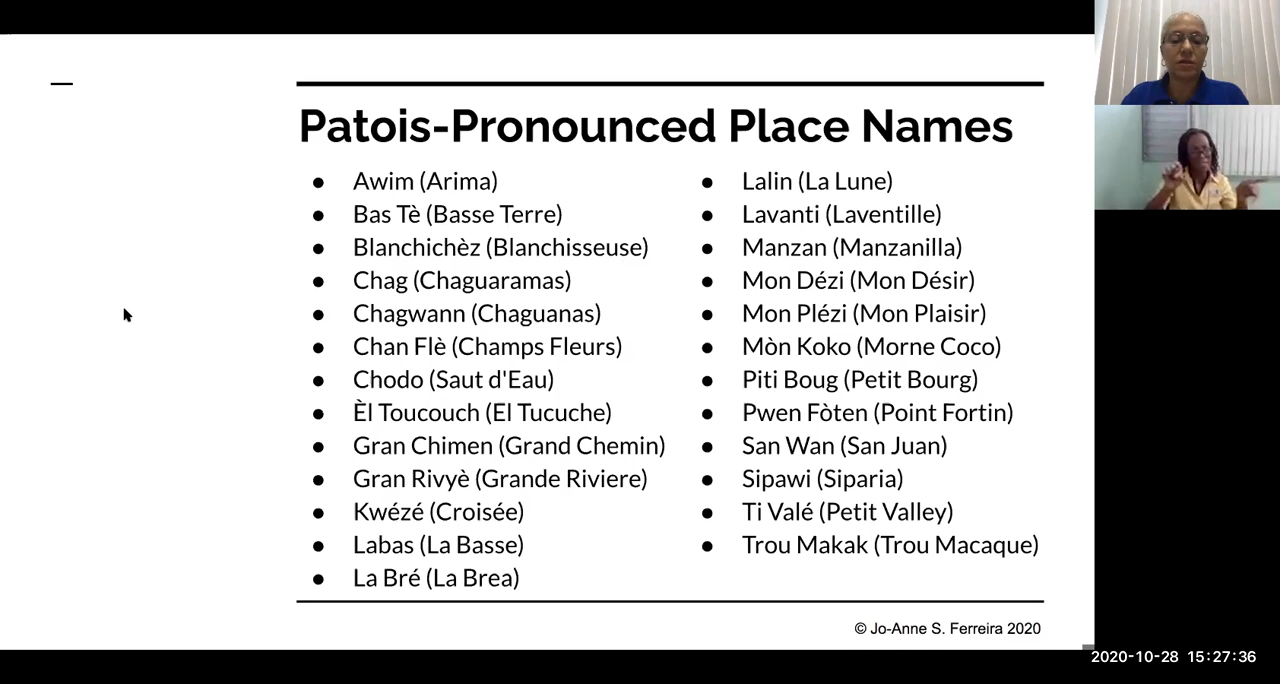 Patois-Pronounced Place Names
● Awim (Arima)
● Bas Tè (Basse Terre)
● Blanchichèz (Blanchisseuse)
● Chag (Chaguaramas)
● Chagwann (Chaguanas)
● Chan Flè (Champs Fleurs)
● Chodo (Saut d'Eau)
● Èl Toucouch (El Tucuche)
● Gran Chimen (Grand Chemin)
● Gran Rivyè (Grande Riviere)
● Kwézé (Croisée)
● Labas (La Basse)
● La Bré (La Brea)
● Lalin (La Lune)
● Lavanti (Laventille)
● Manzan (Manzanilla)
● Mon Dézi (Mon Désir)
● Mon Plézi (Mon Plaisir)
● Mòn Koko (Morne Coco)
● Piti Boug (Petit Bourg)
● Pwen Fòten (Point Fortin)
● San Wan (San Juan)
● Sipawi (Siparia)
● Ti Valé (Petit Valley)
● Trou Makak (Trou Macaque)
© Jo-Anne S. Ferreira 2020
2020-10-28 15:27:36